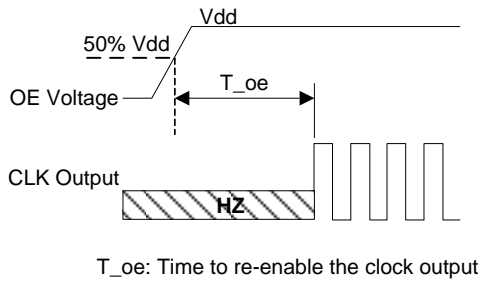 Vdd
50% Vdd
T_oe
OE Voltage
CLK Output
HZ
T_oe: Time to re-enable the clock output